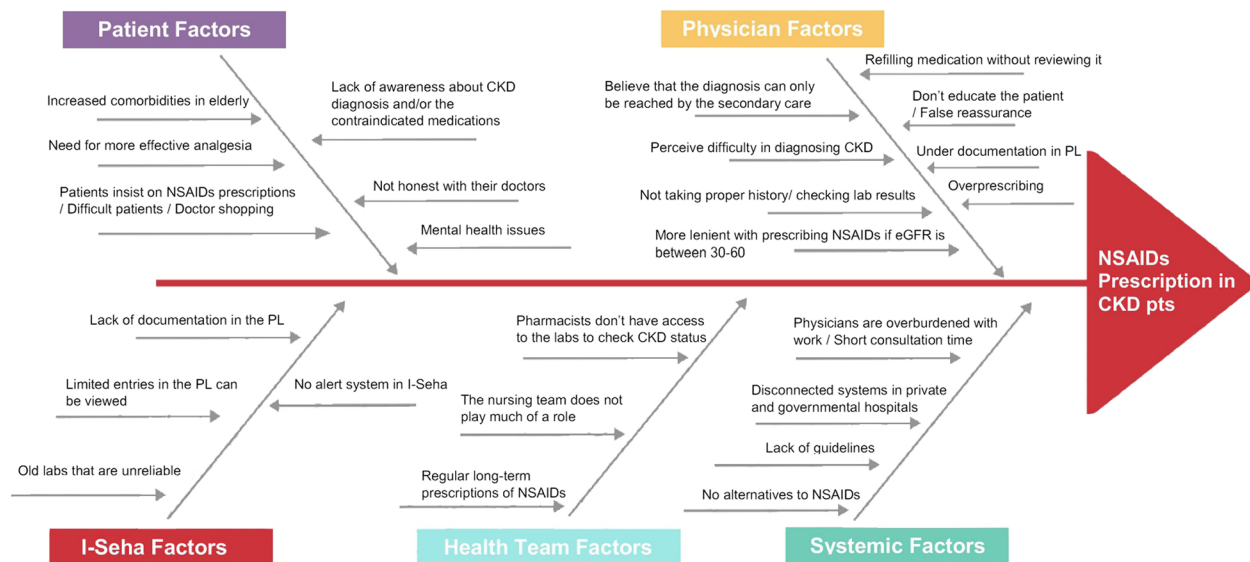 Patient Factors
Physician Factors
Increased comorbidities in elderly
Need for more effective analgesia
Patients insist on NSAIDs prescriptions
/ Difficult patients / Doctor shopping
Lack of awareness about CKD
diagnosis and/or the
contraindicated medications
Not honest with their doctors
Mental health issues
Believe that the diagnosis can only
be reached by the secondary care
Perceive difficulty in diagnosing CKD
Not taking proper history/ checking lab results
More lenient with prescribing NSAIDs if eGFR is
between 30-60
Refilling medication without reviewing it
Don't educate the patient
/ False reassurance
Under documentation in PL
Overprescribing
NSAIDs
Prescription in
CKD pts
Lack of documentation in the PL
Limited entries in the PL can
be viewed
Old labs that are unreliable
No alert system in I-Seha
Pharmacists don't have access
to the labs to check CKD status
The nursing team does not
play much of a role
Regular long-term
prescriptions of NSAIDs
Physicians are overburdened with
work / Short consultation time
Disconnected systems in private
and governmental hospitals
Lack of guidelines
No alternatives to NSAIDs
I-Seha Factors
Health Team Factors
Systemic Factors